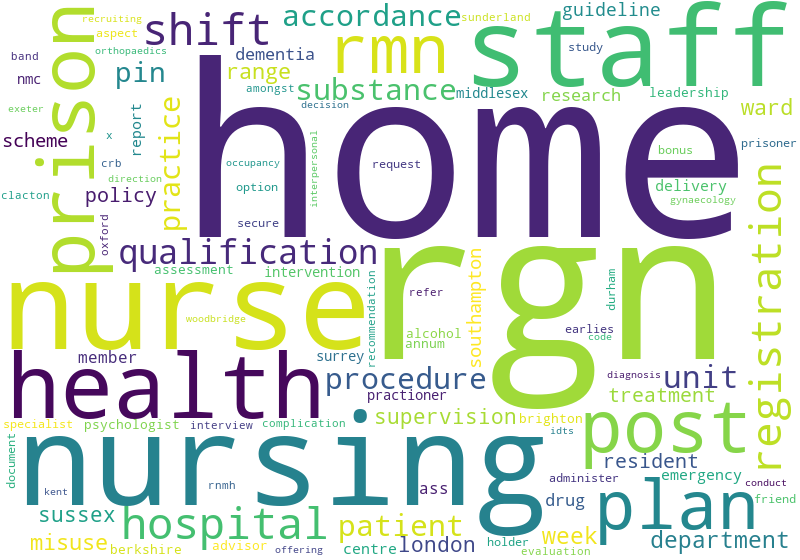 recruiting
aspect
band
orthopaedics
nmc
exeter
x
scheme
crb
clacton
direction
prison
pin
report
policy
oxford
shift
dementia
range
practice
accordance
rmn
amongst
substance
decision
interpersonal
occupancy
option
secure
request
staff
sunderland
guideline
study
middlesex
research
leadership
ward
prisoner
bonus
delivery
gynaecology
home
qualification
assessment
intervention
registration
nurse
woodbridge
rgn
recommendation
refer
alcohol
annum
southampton
earlies
durham
code
health
member
surrey
procedure
practioner
diagnosis
unit
treatment
specialist
psychologist
interview
complication
supervision
brighton
idts
post
resident
document
nursing
kent
rnmh
ass
administer
drug
emergency
conduct
friend
plan
sussex
hospital
patient
misuse
berkshire
advisor
offering
centre
london
holder
week
evaluation
department